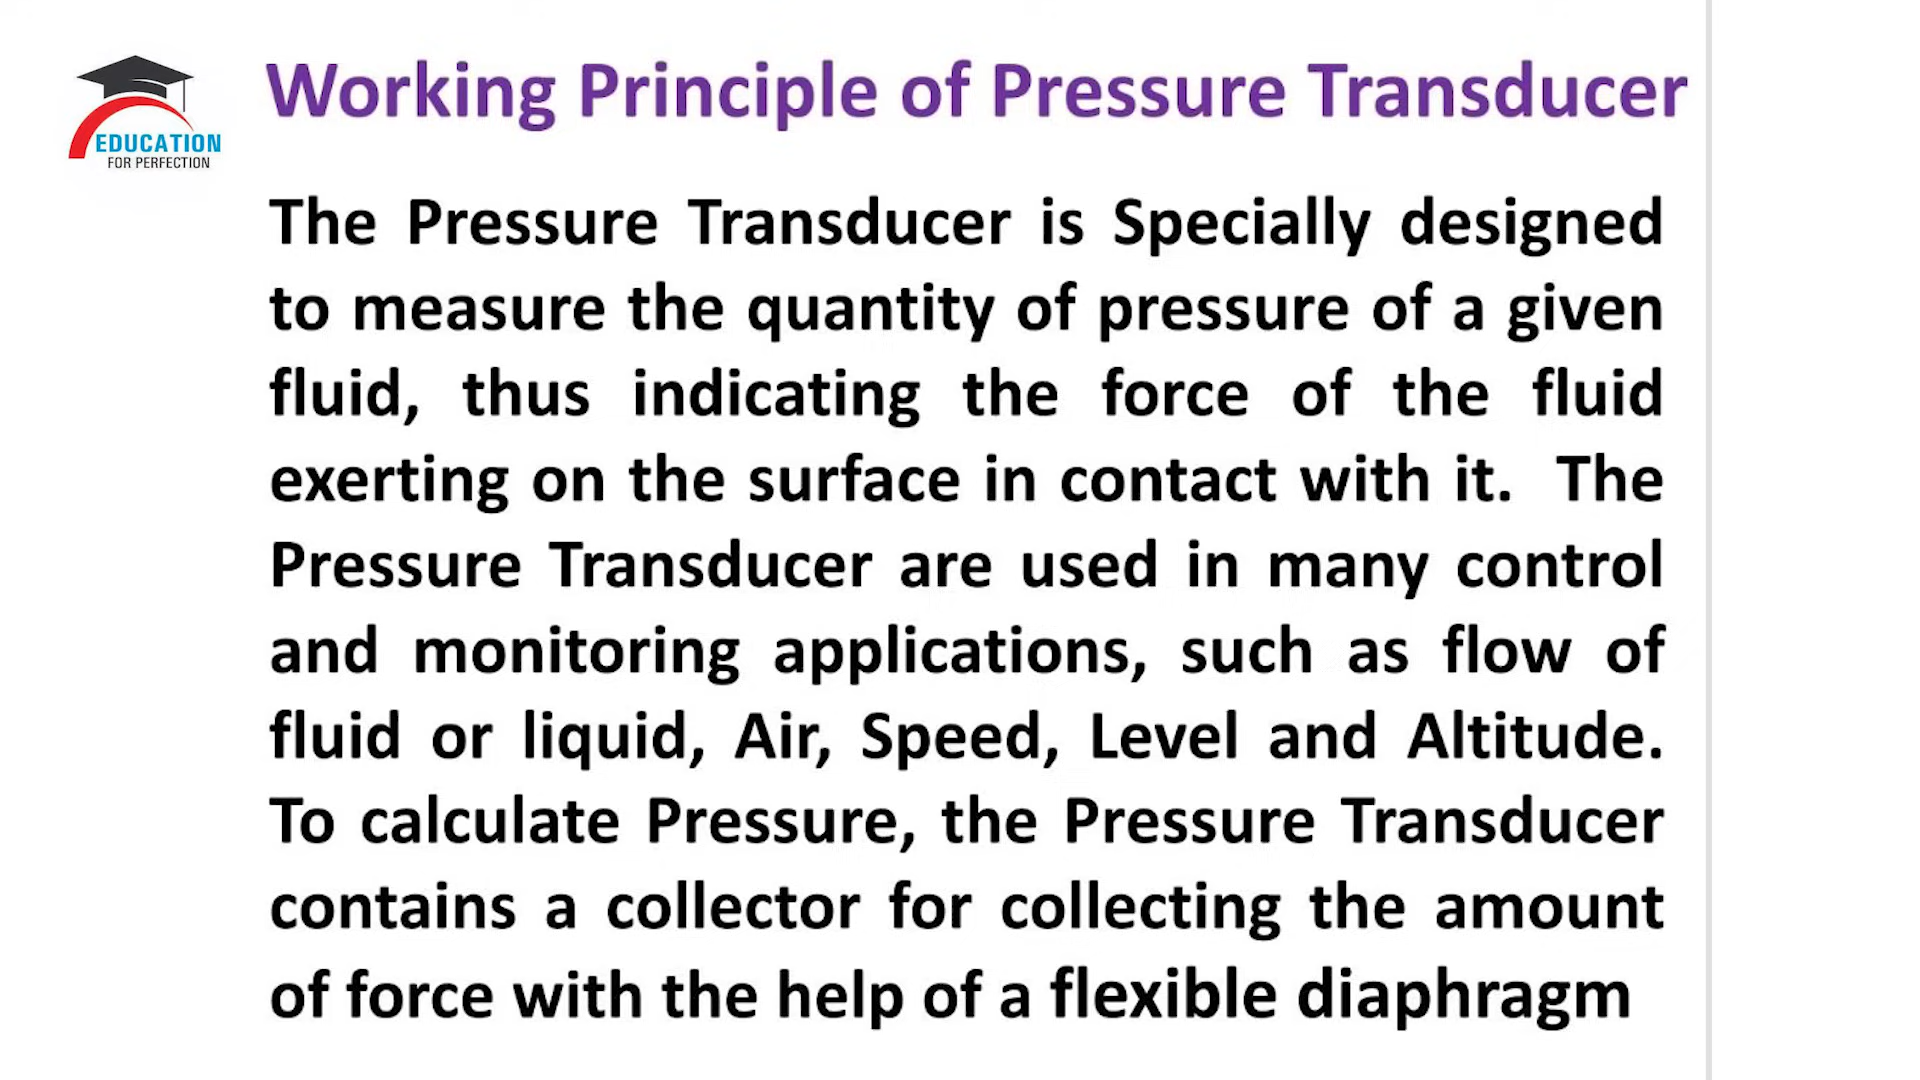 Working Principle of Pressure Transducer
EDUCATION
FOR PERFECTION
The Pressure Transducer is Specially designed
to measure the quantity of pressure of a given
fluid, thus indicating the force of the fluid
exerting on the surface in contact with it. The
Pressure Transducer are used in many control
and monitoring applications, such as flow of
fluid or liquid, Air, Speed, Level and Altitude.
To calculate Pressure, the Pressure Transducer
contains a collector for collecting the amount
of force with the help of a flexible diaphragm